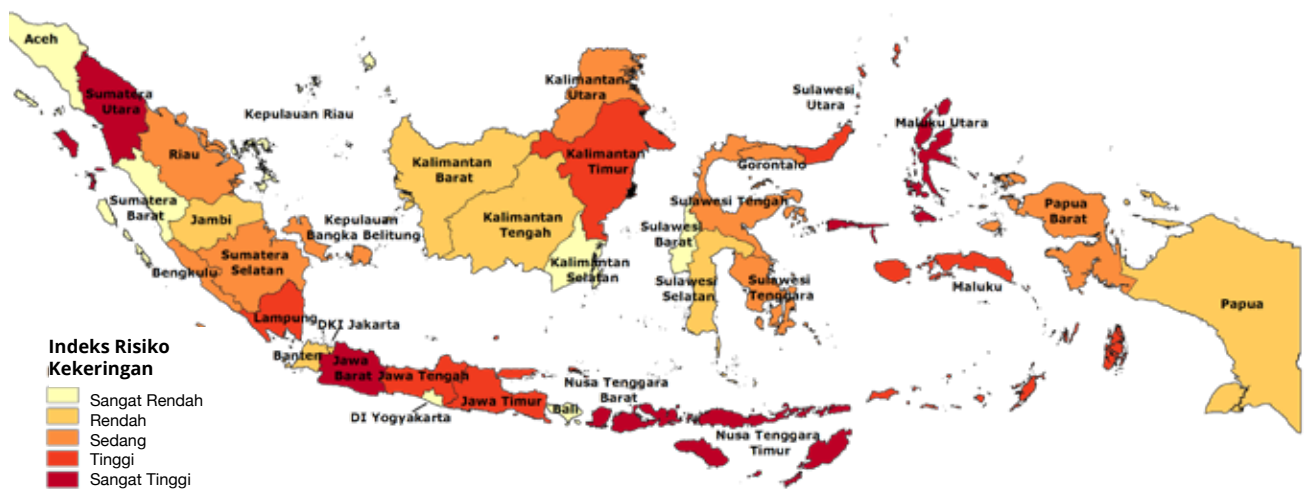 Aceh
Sumatera
Utara
Kepulauan Riau
Riau
Sumatera
Barat
Jambi
Kepulauan
Bangka Belitung
Sumatera
Selatan
Bengkulu
Lampung
DKI Jakarta
Banten
Jawa
Barat
Jawa Tengah
Jawa Timur
DI Yogyakarta
Bali
Nusa Tenggara
Barat
Nusa Tenggara
Timur
Kalimantan
Utara
Kalimantan
Barat
Kalimantan
Timur
Kalimantan
Tengah
Kalimantan
Selatan
Sulawesi
Utara
Gorontalo
Sulawesi Tengah
Sulawesi
Barat
Sulawesi
Selatan
Sulawesi
Tenggara
Maluku Utara
Maluku
Papua
Barat
Papua
Indeks Risiko
Kekeringan
Sangat Rendah
Rendah
Sedang
Tinggi
Sangat Tinggi